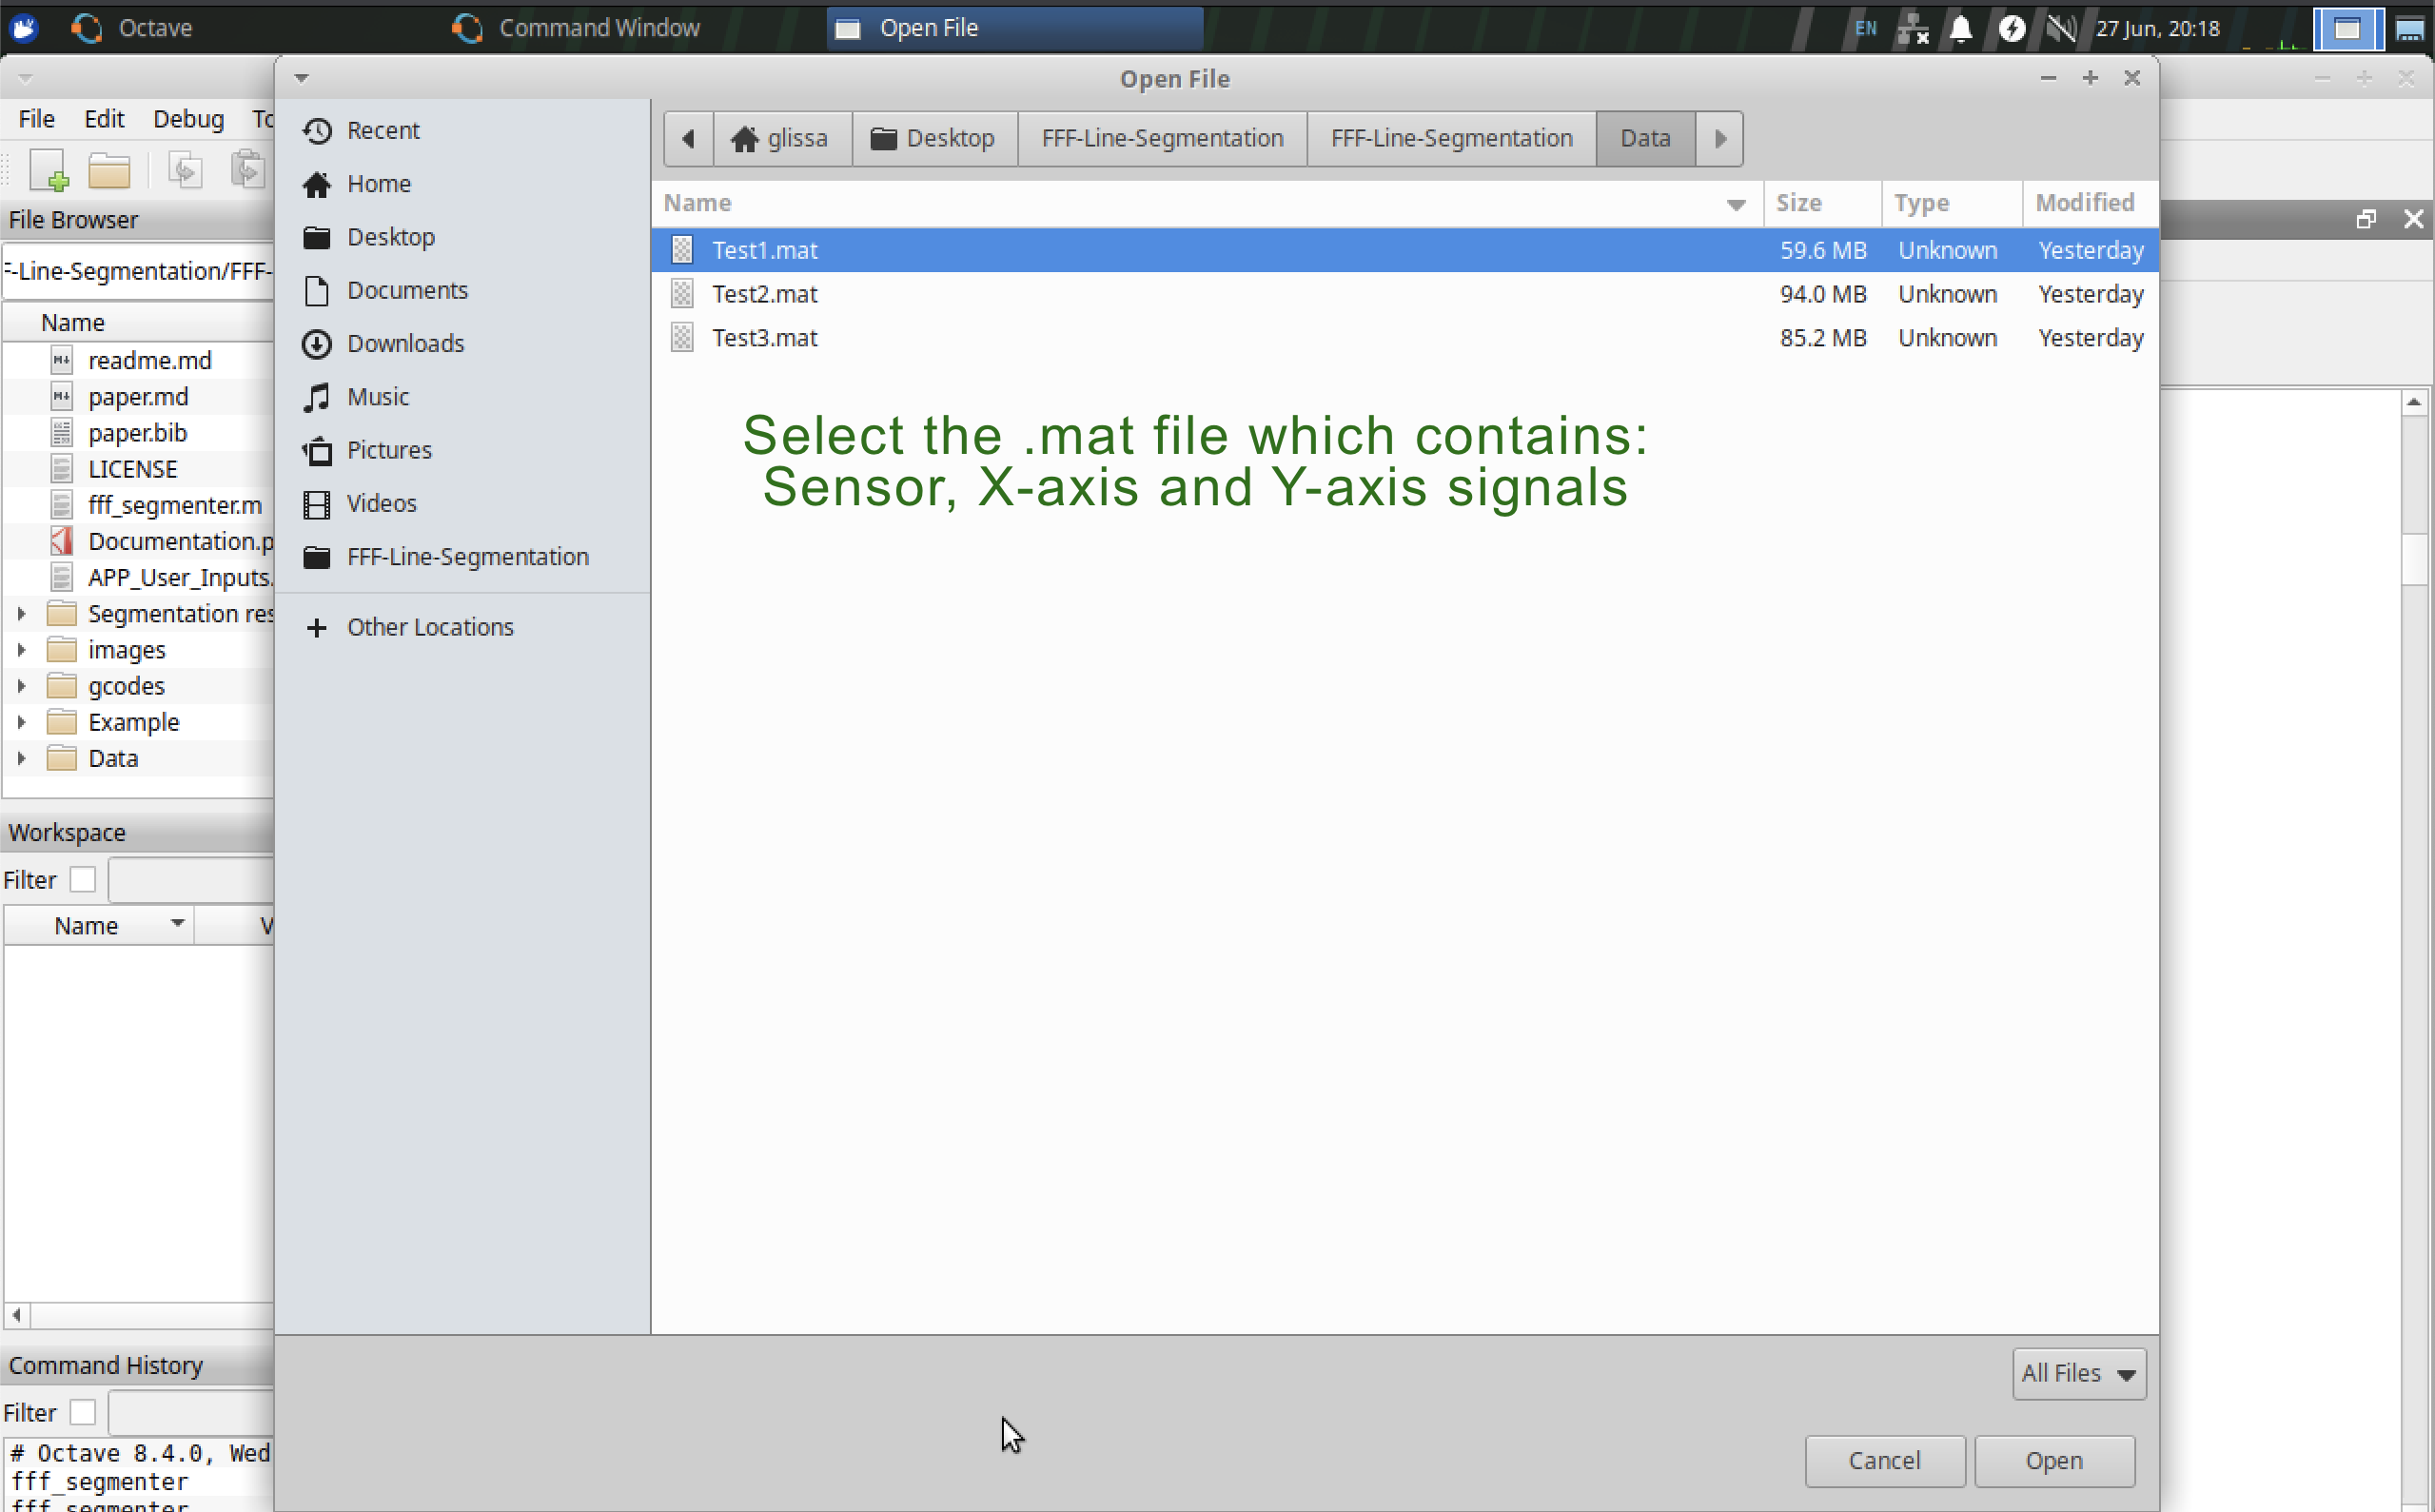 Octave
Command Window
Open File
EN
27 Jun, 20:18
Open File
File Edit Debug
File Browser
F-Line-Segmentation/FFF-
Name
readme.md
paper.md
paper.bib
LICENSE
fff_segmenter.m
Documentation.p
APP_User_Inputs.
Segmentation res
images
gcodes
Example
Data
Workspace
Filter
Name V
Command History
Filter
# Octave 8.4.0, Wed
fff_segmenter
fff_segmenter
Recent
Home
Desktop
Documents
Downloads
Music
Pictures
Videos
FFF-Line-Segmentation
Other Locations
glissa Desktop FFF-Line-Segmentation FFF-Line-Segmentation Data
Name Size Type Modified
Test1.mat 59.6 MB Unknown Yesterday
Test2.mat 94.0 MB Unknown Yesterday
Test3.mat 85.2 MB Unknown Yesterday
Select the .mat file which contains:
Sensor, X-axis and Y-axis signals
All Files
Cancel Open